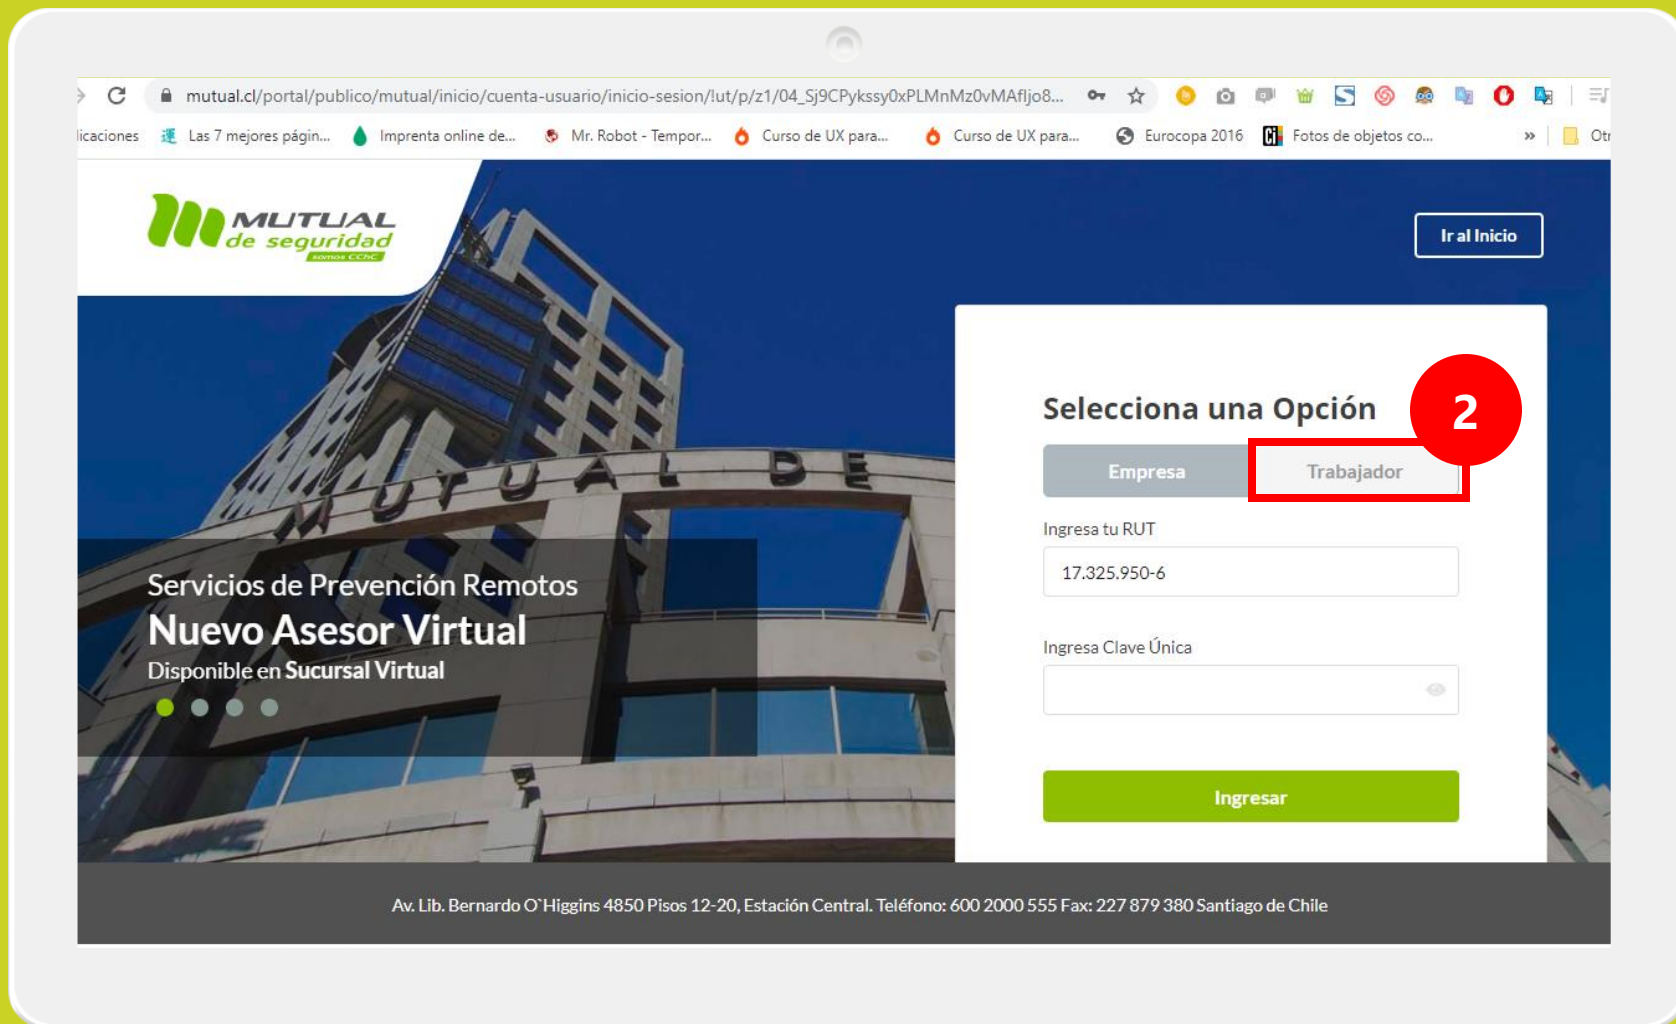 mutual.cl/portal/publico/mutual/inicio/cuenta-usuario/inicio-sesion/!ut/p/z1/04_Sj9CPykssy0xPLMnMz0vMAfIjo8...
licaciones Las 7 mejores págin... Imprenta online de... Mr. Robot - Tempor... Curso de UX para... Curso de UX para... Eurocopa 2016 Fotos de objetos co... » Otr
MUTUAL
de seguridad
somos CChC
Ir al Inicio
MUTUAL DE
Selecciona una Opción
2
Empresa Trabajador
Ingresa tu RUT
17.325.950-6
Ingresa Clave Única
Ingresar
Servicios de Prevención Remotos
Nuevo Asesor Virtual
Disponible en Sucursal Virtual
Av. Lib. Bernardo O`Higgins 4850 Pisos 12-20, Estación Central. Teléfono: 600 2000 555 Fax: 227 879 380 Santiago de Chile